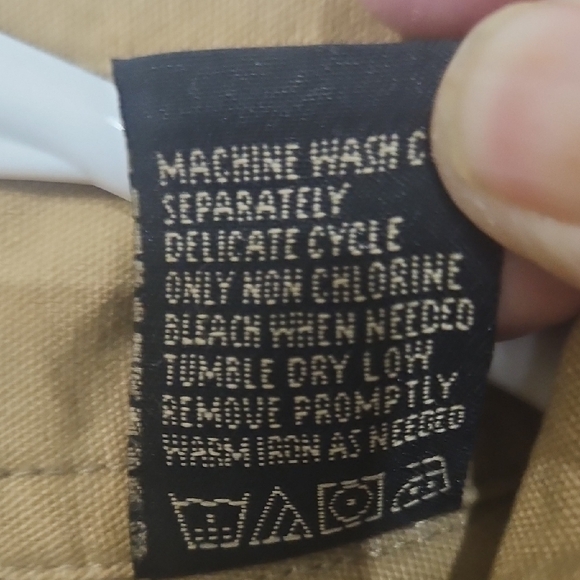 MACHINE WASH C
SEPARATELY
DELICATE CYCLE
ONLY NON CHLORINE
BLEACH WHEN NEEDED
TUMBLE DRY LOW
REMOVE PROMPTLY
WARM IRON AS NEEDED